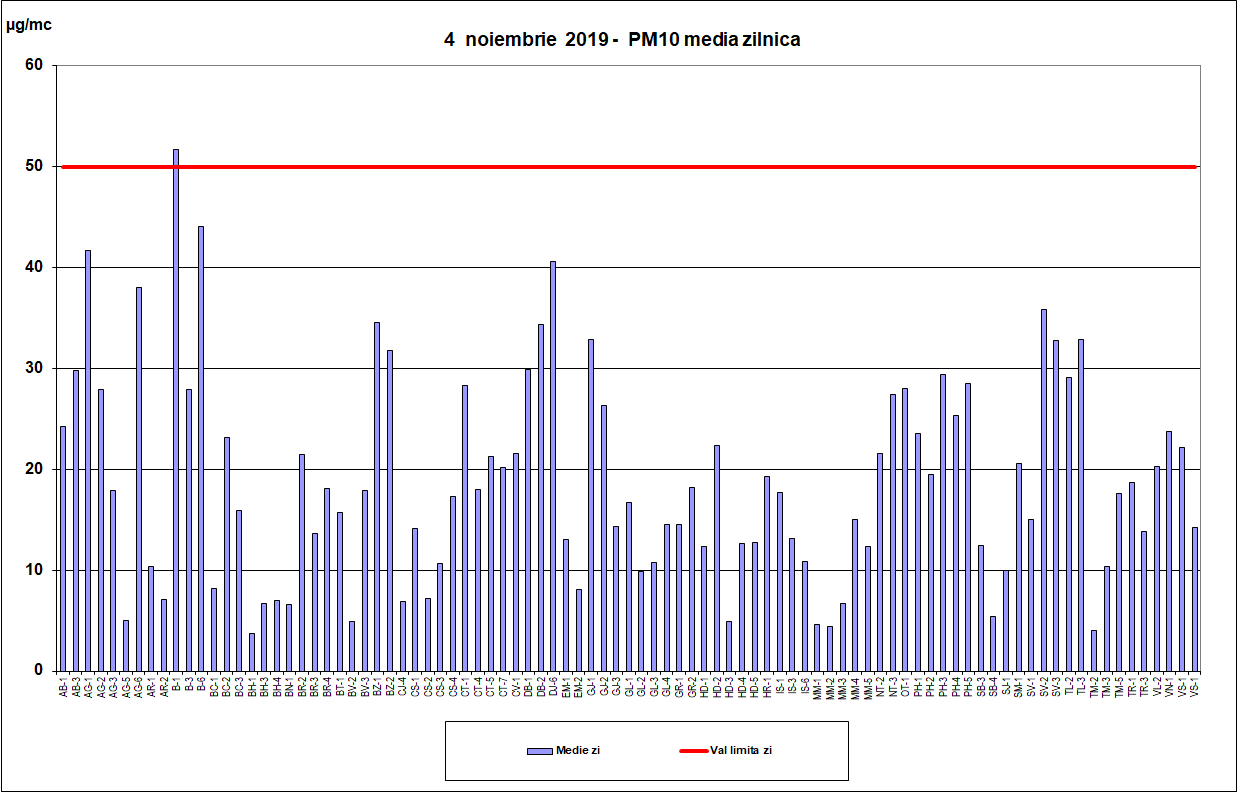 µg/mc
4 noiembrie 2019 - PM10 media zilnica
60
50
40
30
20
10
0
AB-1 AB-3 AG-1 AG-2 AG-3 AG-5 AG-6 AR-1 AR-2 B-1 B-3 B-6 BC-1 BC-2 BC-3 BH-1 BH-3 BH-4 BN-1 BR-2 BR-3 BR-4 BT-1 BV-2 BV-3 BZ-1 BZ-2 CJ-4 CS-1 CS-2 CS-3 CS-4 CT-1 CT-4 CT-5 CT-7 CV-1 DB-1 DB-2 DJ-6 EM-1 EM-2 GJ-1 GJ-2 GJ-3 GL-1 GL-2 GL-3 GL-4 GR-1 GR-2 HD-1 HD-2 HD-3 HD-4 HD-5 HR-1 IS-1 IS-3 IS-6 MM-1 MM-2 MM-3 MM-4 MM-5 NT-2 NT-3 OT-1 PH-1 PH-2 PH-3 PH-4 PH-5 SB-3 SB-4 SJ-1 SM-1 SV-1 SV-2 SV-3 TL-2 TL-3 TM-2 TM-3 TM-5 TR-1 TR-3 VL-2 VN-1 VS-1 VS-1
Medie zi
Val limita zi